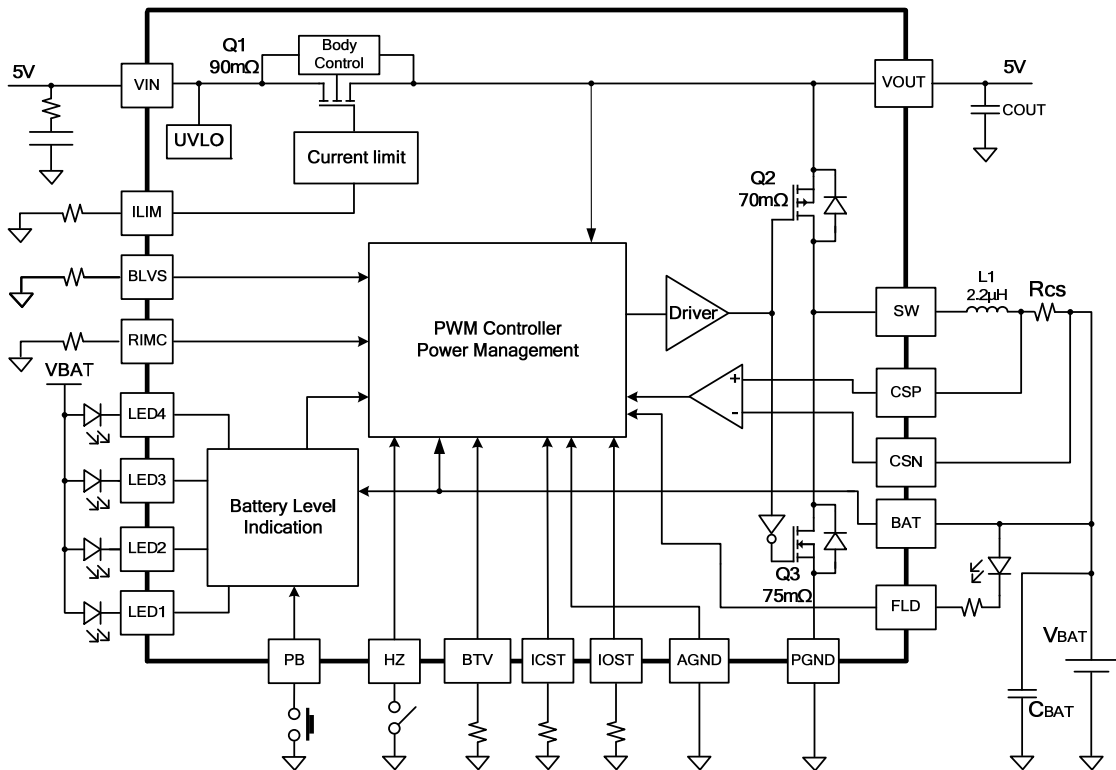 Q1
90mΩ
Body
Control
5V
VIN
VOUT
5V
UVLO
COUT
Current limit
Q2
70mΩ
ILIM
BLVS
L1
2.2µH
Rcs
SW
Driver
PWM Controller
Power Management
RIMC
VBAT
+
CSP
LED4
-
CSN
LED3
Battery Level
Indication
BAT
LED2
Q3
75mΩ
LED1
FLD
VBAT
PB
HZ
BTV
ICST
IOST
AGND
PGND
CBAT